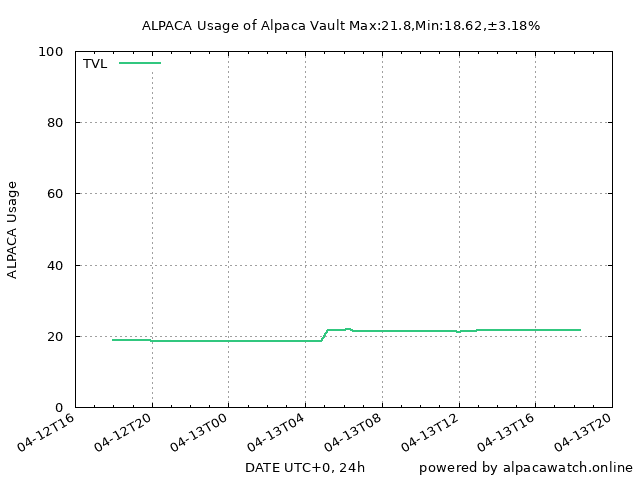 ALPACA Usage of Alpaca Vault Max:21.8,Min:18.62,±3.18%
TVL
ALPACA Usage
100
80
60
40
20
0
04-12T16
04-12T20
04-13T00
04-13T04
04-13T08
04-13T12
04-13T16
04-13T20
DATE UTC+0, 24h
powered by alpacawatch.online